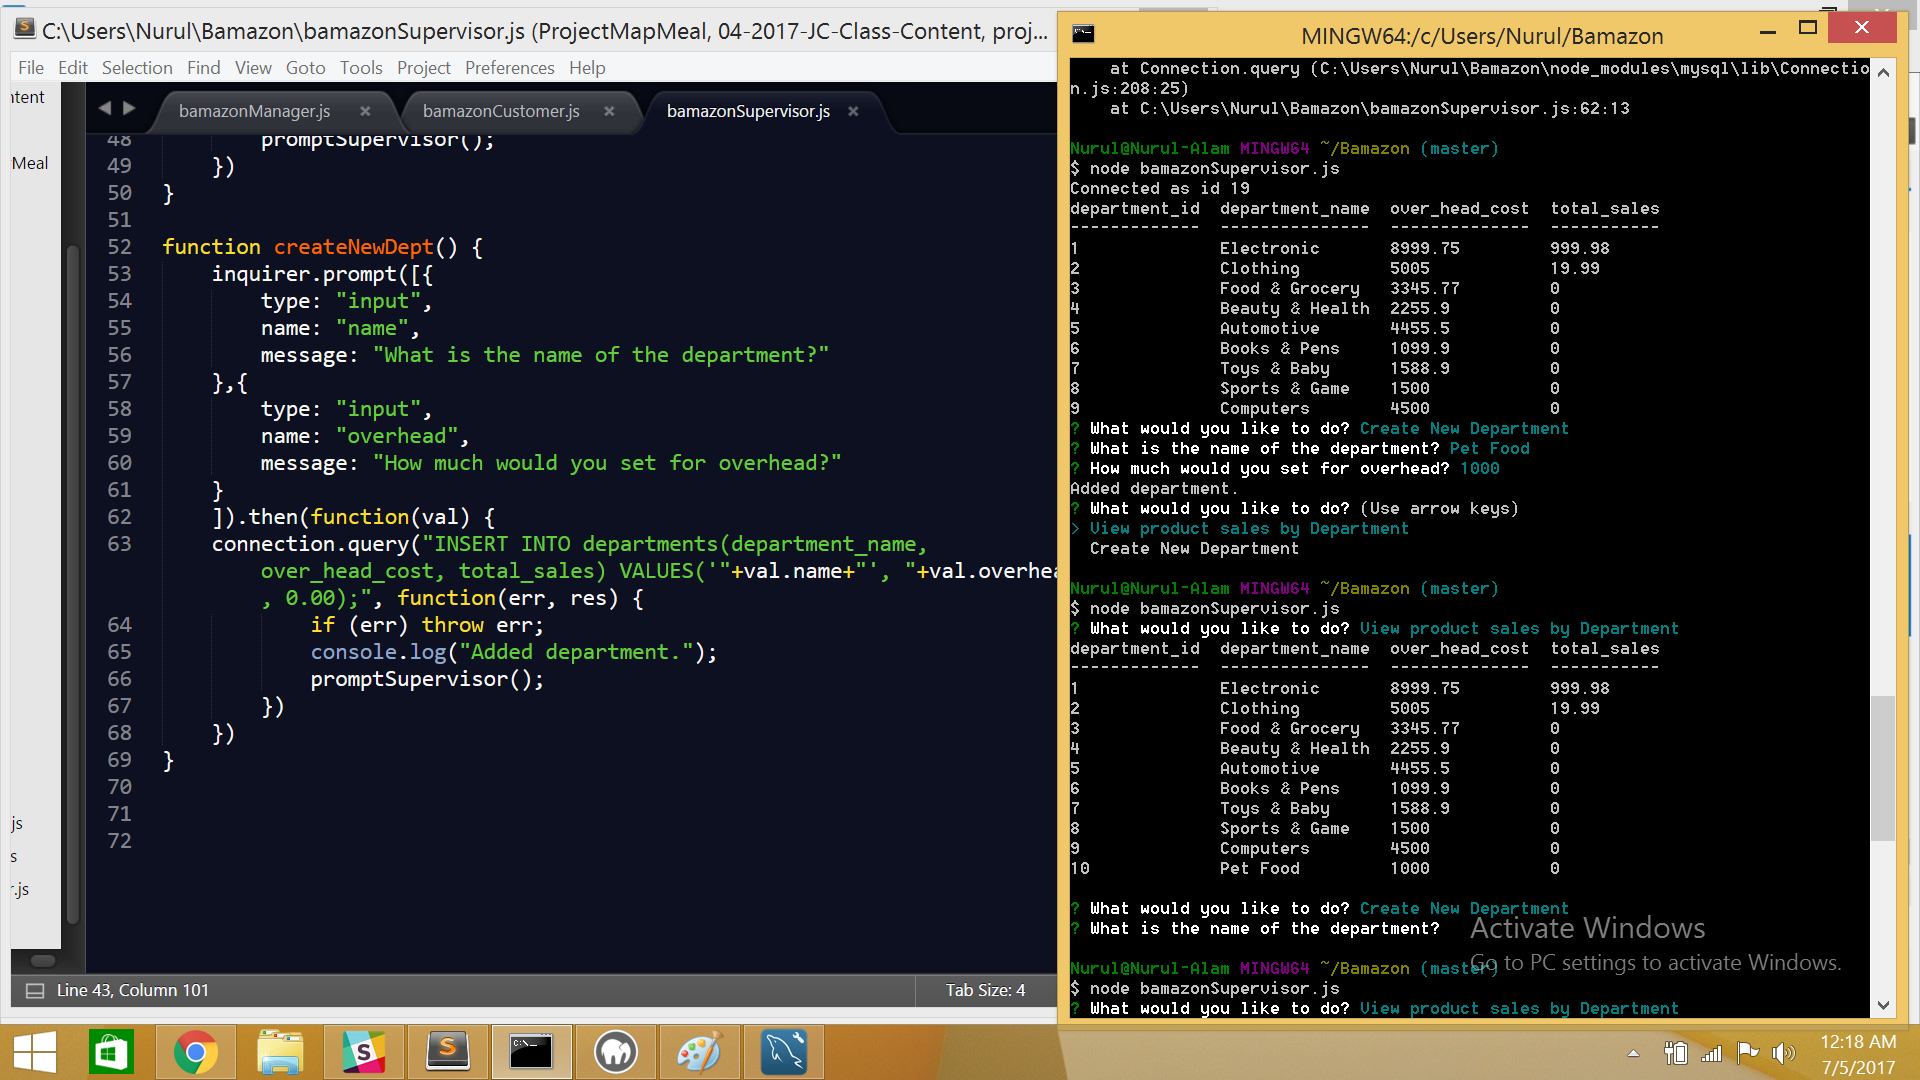 C:\Users\Nurul\Bamazon\bamazonSupervisor.js (ProjectMapMeal, 04-2017-JC-Class-Content, proj...
File Edit Selection Find View Goto Tools Project Preferences Help
ntent
Meal
js
s
r.js
bamazonManager.js × bamazonCustomer.js × bamazonSupervisor.js ×
48 promptSupervisor();
49 })
50 }
51
52 function createNewDept() {
53 inquirer.prompt([{
54 type: "input",
55 name: "name",
56 message: "What is the name of the department?"
57 },{
58 type: "input",
59 name: "overhead",
60 message: "How much would you set for overhead?"
61 }
62 ]).then(function(val) {
63 connection.query("INSERT INTO departments(department_name,
over_head_cost, total_sales) VALUES('"+val.name+"', "+val.overhea
, 0.00);", function(err, res) {
64 if (err) throw err;
65 console.log("Added department.");
66 promptSupervisor();
67 })
68 })
69 }
70
71
72
Line 43, Column 101 Tab Size: 4
MINGW64:/c/Users/Nurul/Bamazon
at Connection.query (C:\Users\Nurul\Bamazon\node_modules\mysql\lib\Connectio
n.js:208:25)
at C:\Users\Nurul\Bamazon\bamazonSupervisor.js:62:13
Nurul@Nurul-Alam MINGW64 ~/Bamazon (master)
$ node bamazonSupervisor.js
Connected as id 19
department_id department_name over_head_cost total_sales
------------- --------------- -------------- -----------
1 Electronic 8999.75 999.98
2 Clothing 5005 19.99
3 Food & Grocery 3345.77 0
4 Beauty & Health 2255.9 0
5 Automotive 4455.5 0
6 Books & Pens 1099.9 0
7 Toys & Baby 1588.9 0
8 Sports & Game 1500 0
9 Computers 4500 0
? What would you like to do? Create New Department
? What is the name of the department? Pet Food
? How much would you set for overhead? 1000
Added department.
? What would you like to do? (Use arrow keys)
> View product sales by Department
Create New Department
Nurul@Nurul-Alam MINGW64 ~/Bamazon (master)
$ node bamazonSupervisor.js
? What would you like to do? View product sales by Department
department_id department_name over_head_cost total_sales
------------- --------------- -------------- -----------
1 Electronic 8999.75 999.98
2 Clothing 5005 19.99
3 Food & Grocery 3345.77 0
4 Beauty & Health 2255.9 0
5 Automotive 4455.5 0
6 Books & Pens 1099.9 0
7 Toys & Baby 1588.9 0
8 Sports & Game 1500 0
9 Computers 4500 0
10 Pet Food 1000 0
? What would you like to do? Create New Department
? What is the name of the department?
Nurul@Nurul-Alam MINGW64 ~/Bamazon (master)
$ node bamazonSupervisor.js
? What would you like to do? View product sales by Department
Activate Windows
Go to PC settings to activate Windows.
12:18 AM
7/5/2017